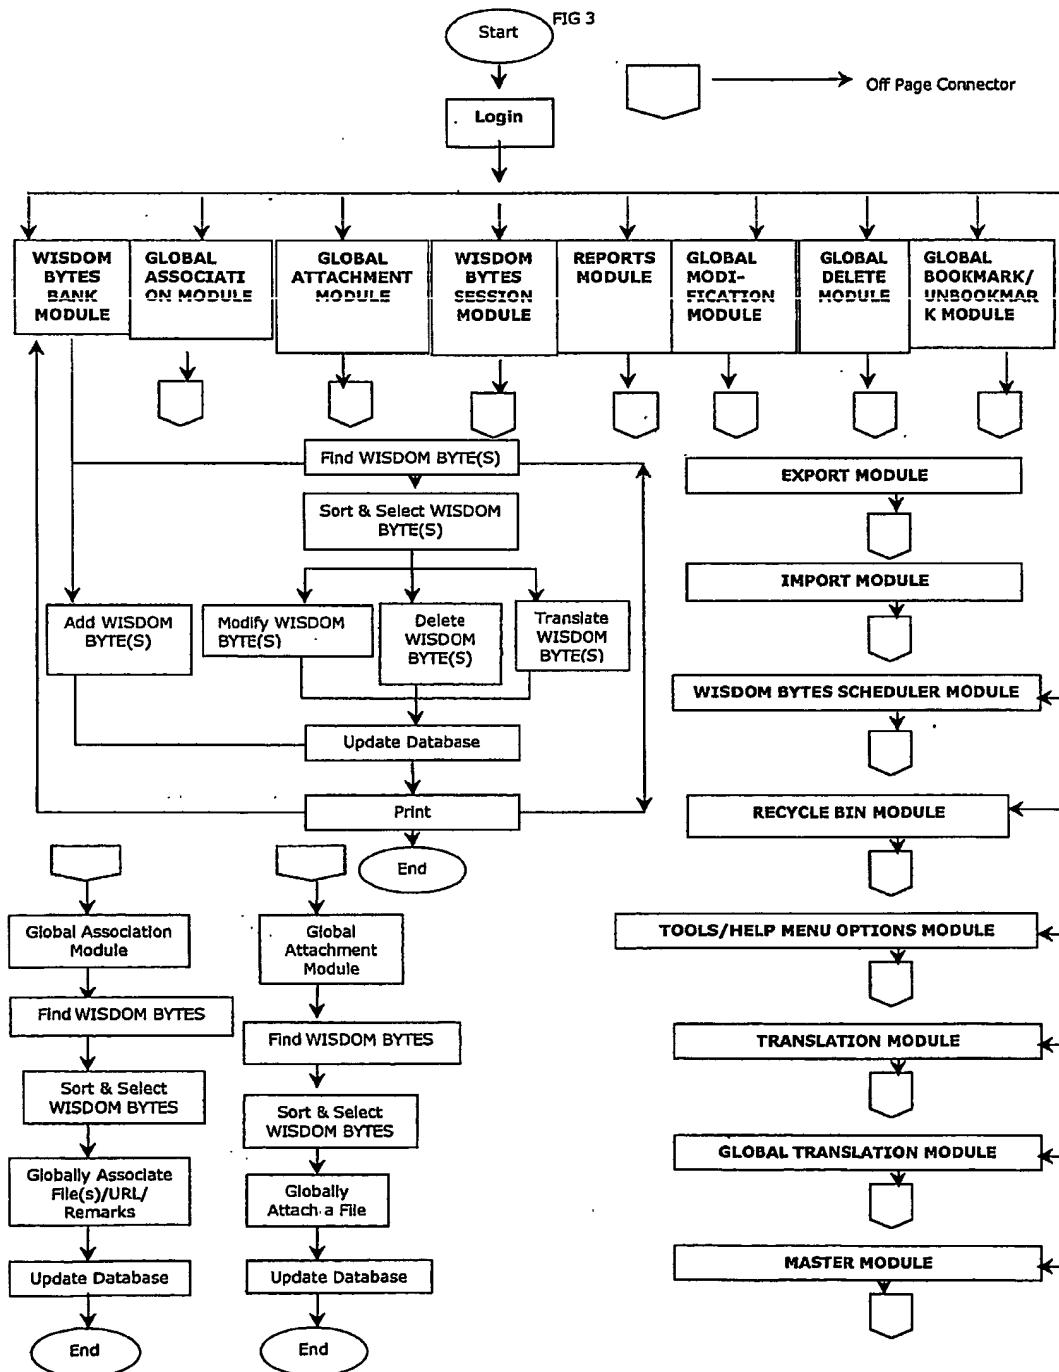 FIG 3
Start
Off Page Connector
Login
WISDOM
BYTES
BANK
MODULE
GLOBAL
ASSOCIATI
ON MODULE
GLOBAL
ATTACHMENT
MODULE
WISDOM
BYTES
SESSION
MODULE
REPORTS
MODULE
GLOBAL
MODI-
FICATION
MODULE
GLOBAL
DELETE
MODULE
GLOBAL
BOOKMARK/
UNBOOKMAR
K MODULE
Find WISDOM BYTE(S)
Sort & Select WISDOM
BYTE(S)
Add WISDOM
BYTE(S)
Modify WISDOM
BYTE(S)
Delete
WISDOM
BYTE(S)
Translate
WISDOM
BYTE(S)
Update Database
Print
End
EXPORT MODULE
IMPORT MODULE
WISDOM BYTES SCHEDULER MODULE
RECYCLE BIN MODULE
TOOLS/HELP MENU OPTIONS MODULE
TRANSLATION MODULE
GLOBAL TRANSLATION MODULE
MASTER MODULE
Global Association
Module
Find WISDOM BYTES
Sort & Select
WISDOM BYTES
Globally Associate
File(s)/URL/
Remarks
Update Database
End
Global
Attachment
Module
Find WISDOM BYTES
Sort & Select
WISDOM BYTES
Globally
Attach a File
Update Database
End